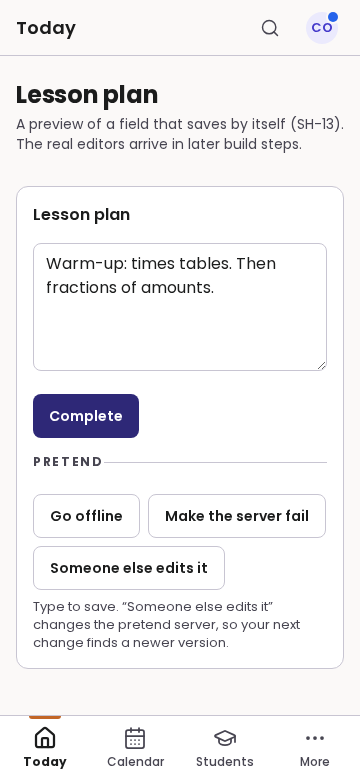 Today
CO
Lesson plan
A preview of a field that saves by itself (SH-13).
The real editors arrive in later build steps.
Lesson plan
Warm-up: times tables. Then
fractions of amounts.
Complete
PRETEND
Go offline
Make the server fail
Someone else edits it
Type to save. “Someone else edits it”
changes the pretend server, so your next
change finds a newer version.
Today
Calendar
Students
More